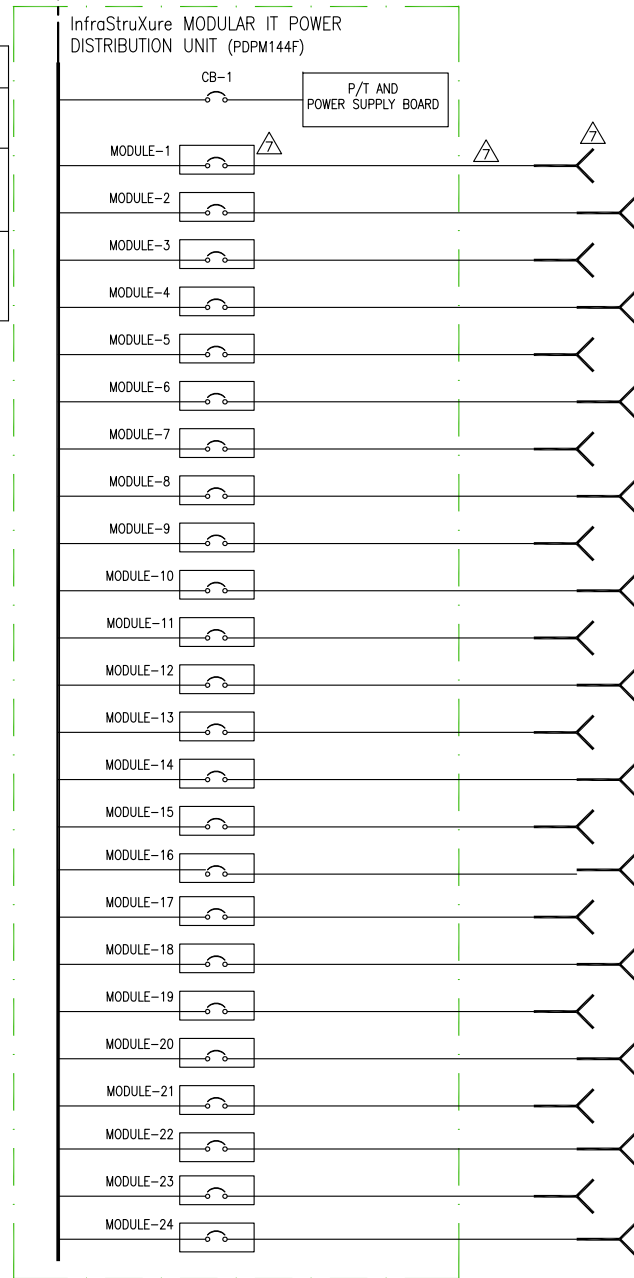 InfraStruXure MODULAR IT POWER
DISTRIBUTION UNIT (PDPM144F)
CB-1
P/T AND
POWER SUPPLY BOARD
MODULE-1
7
7
7
MODULE-2
MODULE-3
MODULE-4
MODULE-5
MODULE-6
MODULE-7
MODULE-8
MODULE-9
MODULE-10
MODULE-11
MODULE-12
MODULE-13
MODULE-14
MODULE-15
MODULE-16
MODULE-17
MODULE-18
MODULE-19
MODULE-20
MODULE-21
MODULE-22
MODULE-23
MODULE-24